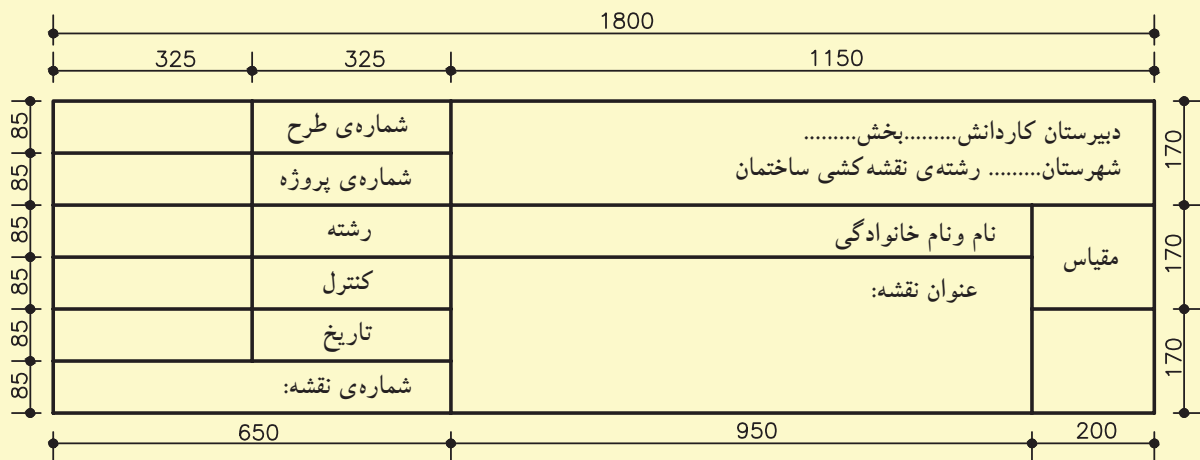 1800
325
325
1150
دبیرستان کاردانش.........بخش.........
شهرستان......... رشته‌ی نقشه‌کشی ساختمان
نام ونام خانوادگی
مقیاس
عنوان نقشه:
شماره‌ی طرح
شماره‌ی پروژه
رشته
کنترل
تاریخ
شماره‌ی نقشه:
85
85
85
85
85
85
170
170
170
650
950
200